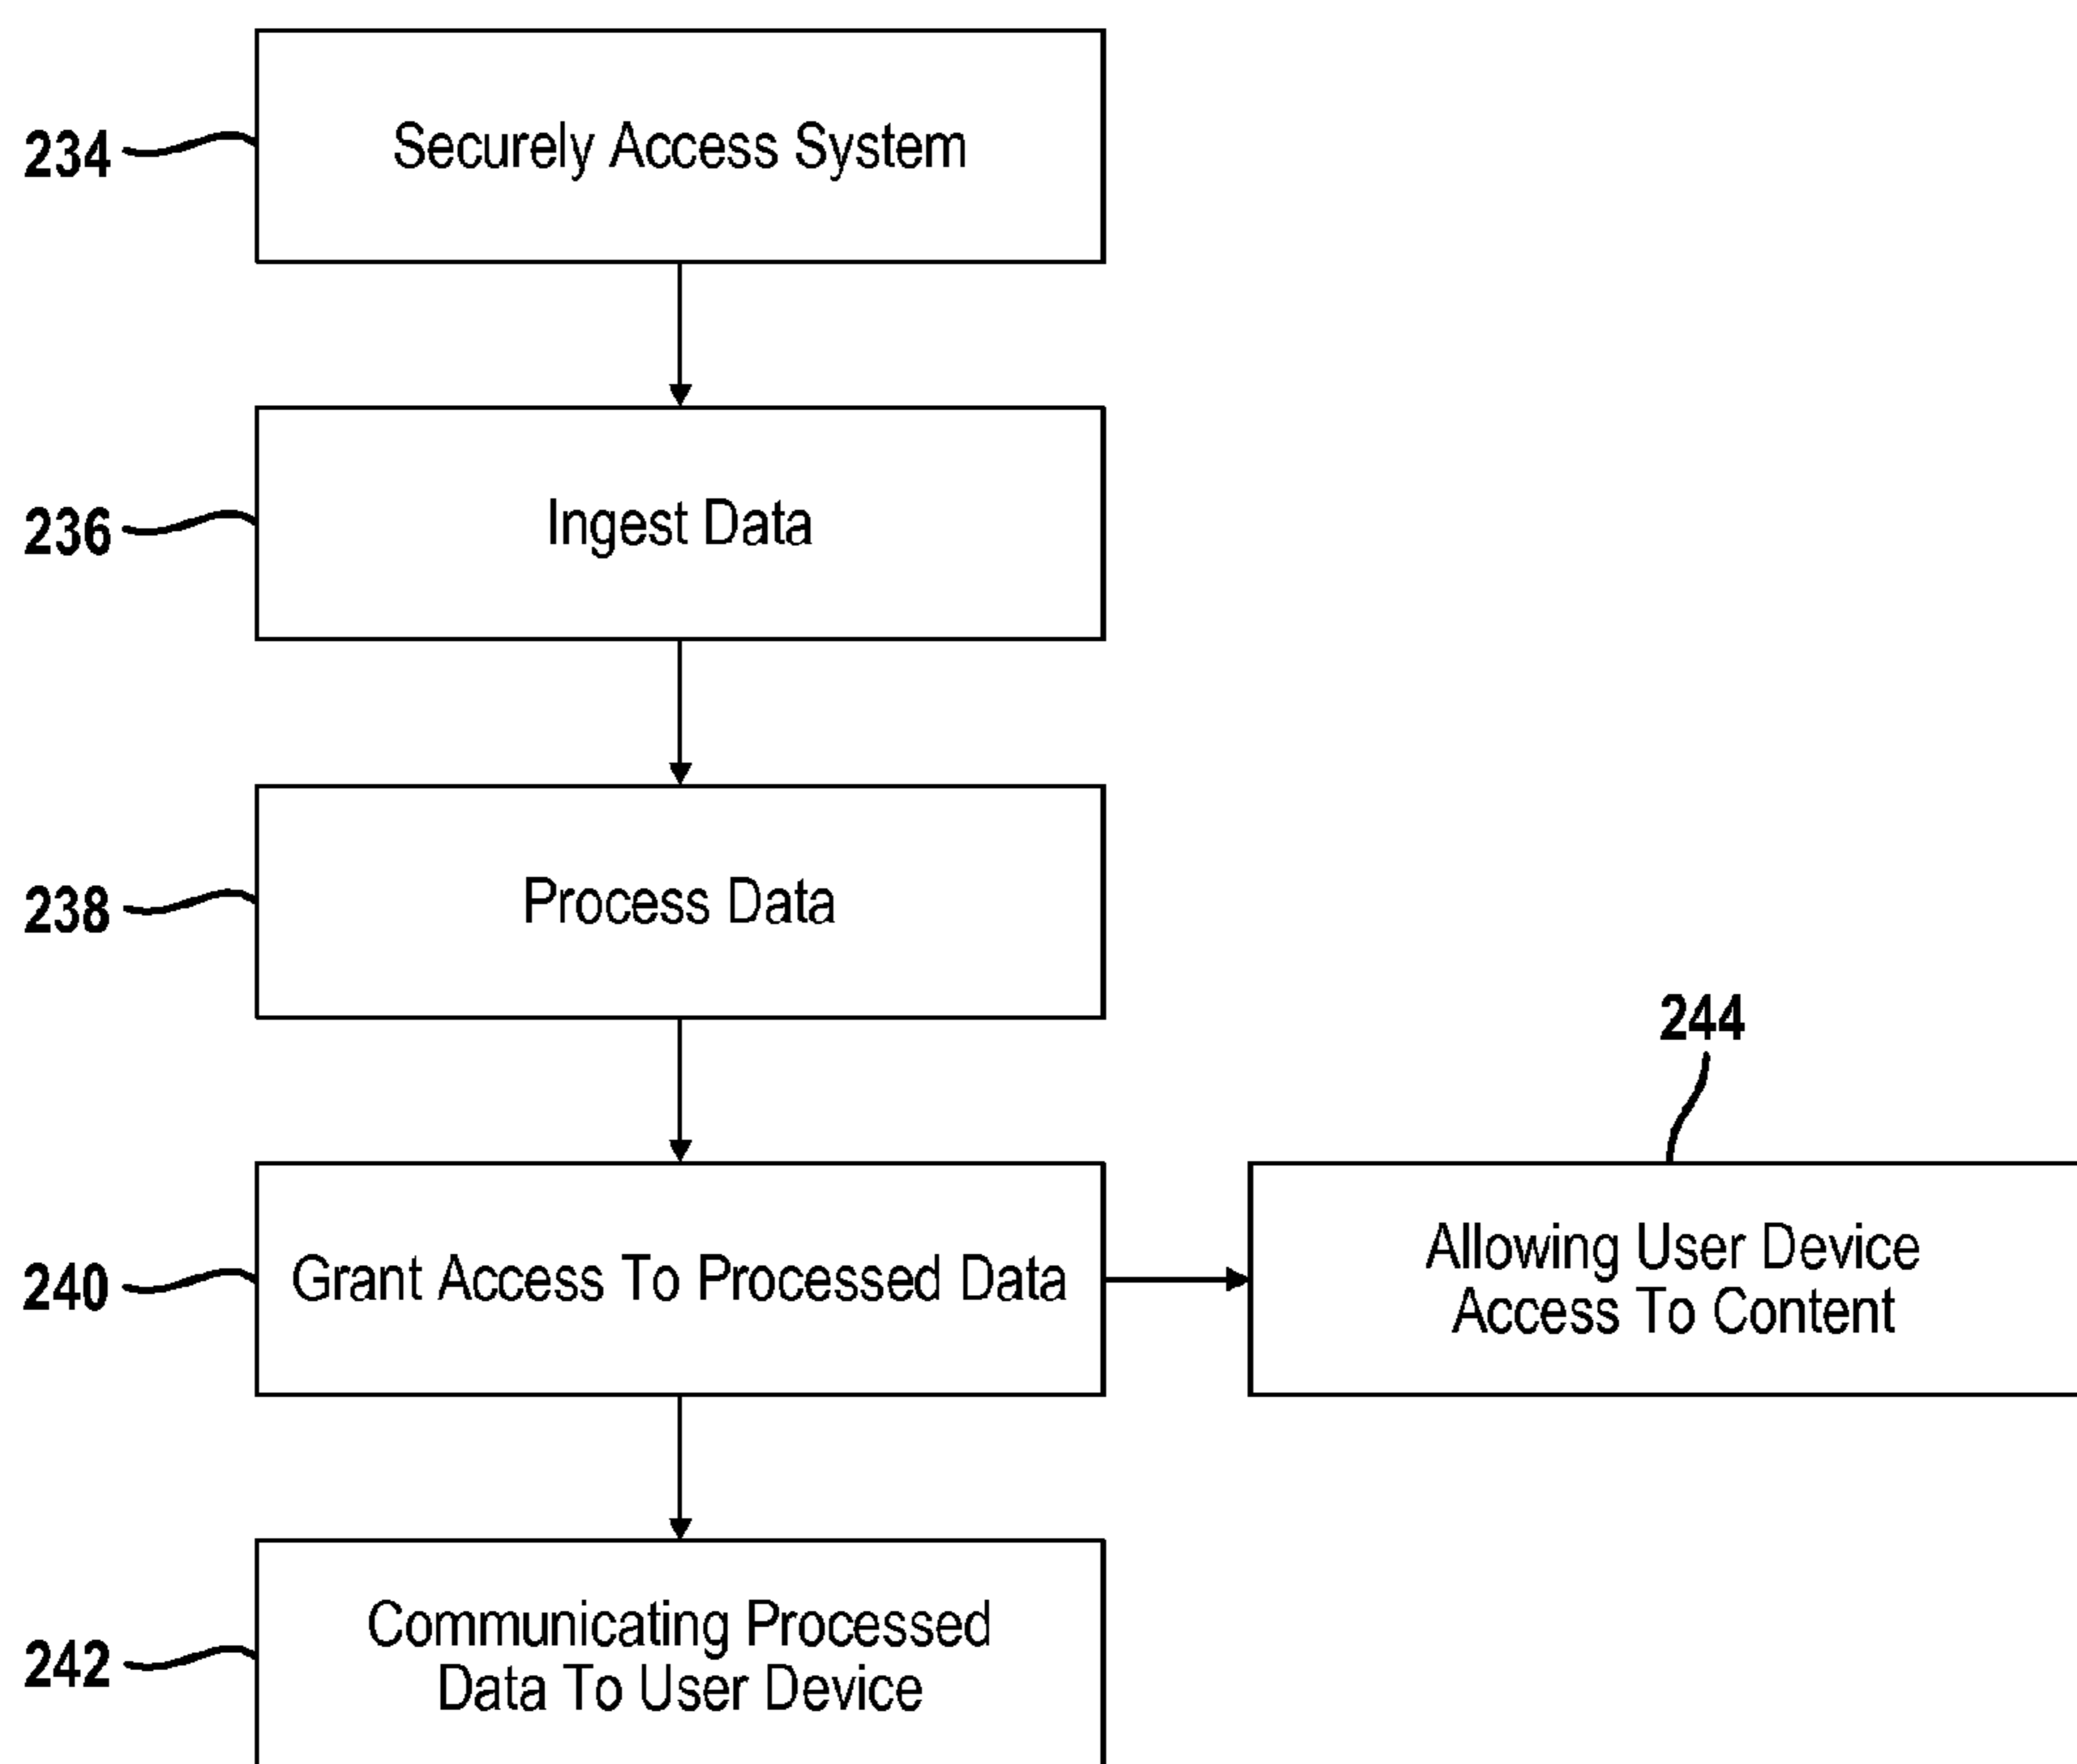 234
Securely Access System
236
Ingest Data
238
Process Data
244
240
Grant Access To Processed Data
Allowing User Device
Access To Content
242
Communicating Processed
Data To User Device